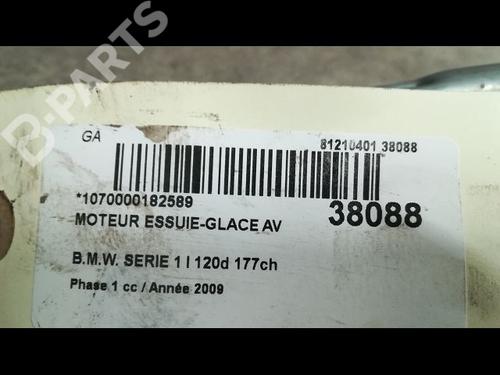 B-PARTS
GA
81210401 38088
*1070000182589
38088
MOTEUR ESSUIE-GLACE AV
B.M.W. SERIE 1 I 120d 177ch
Phase 1 cc / Année 2009